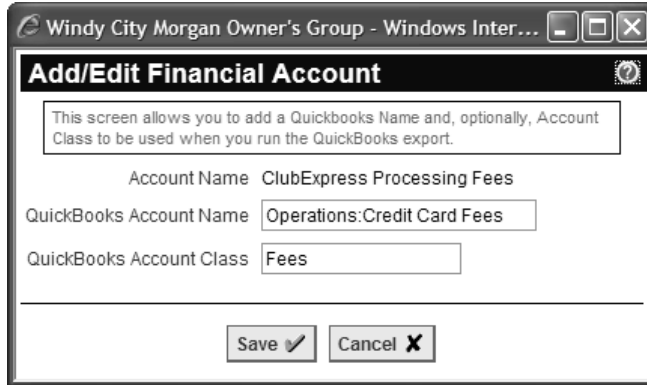 Windy City Morgan Owner's Group - Windows Inter...
Add/Edit Financial Account
This screen allows you to add a Quickbooks Name and, optionally, Account
Class to be used when you run the QuickBooks export.
Account Name ClubExpress Processing Fees
QuickBooks Account Name Operations:Credit Card Fees
QuickBooks Account Class Fees
Save Cancel